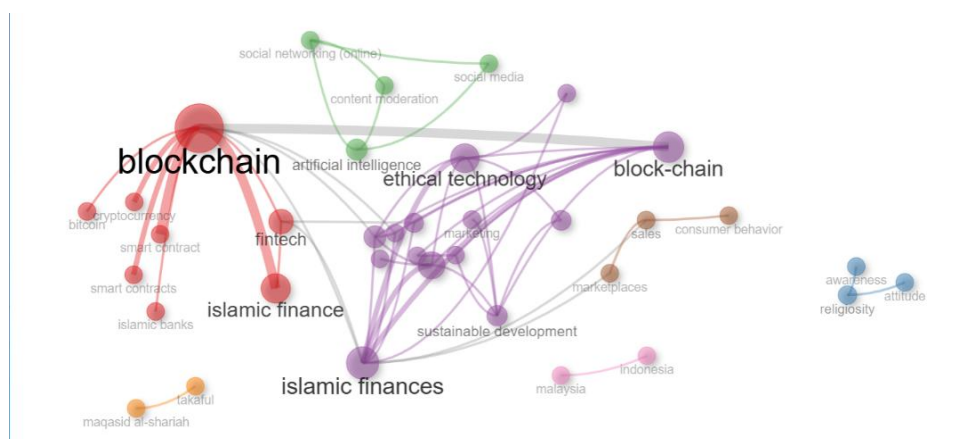 social networking (online)
social media
content moderation
blockchain
artificial intelligence
ethical technology
block-chain
bitcoin
cryptocurrency
smart contract
fintech
marketing
sales
consumer behavior
smart contracts
marketplaces
awareness
attitude
islamic banks
islamic finance
religiosity
sustainable development
islamic finances
malaysia
indonesia
takaful
maqasid al-shariah